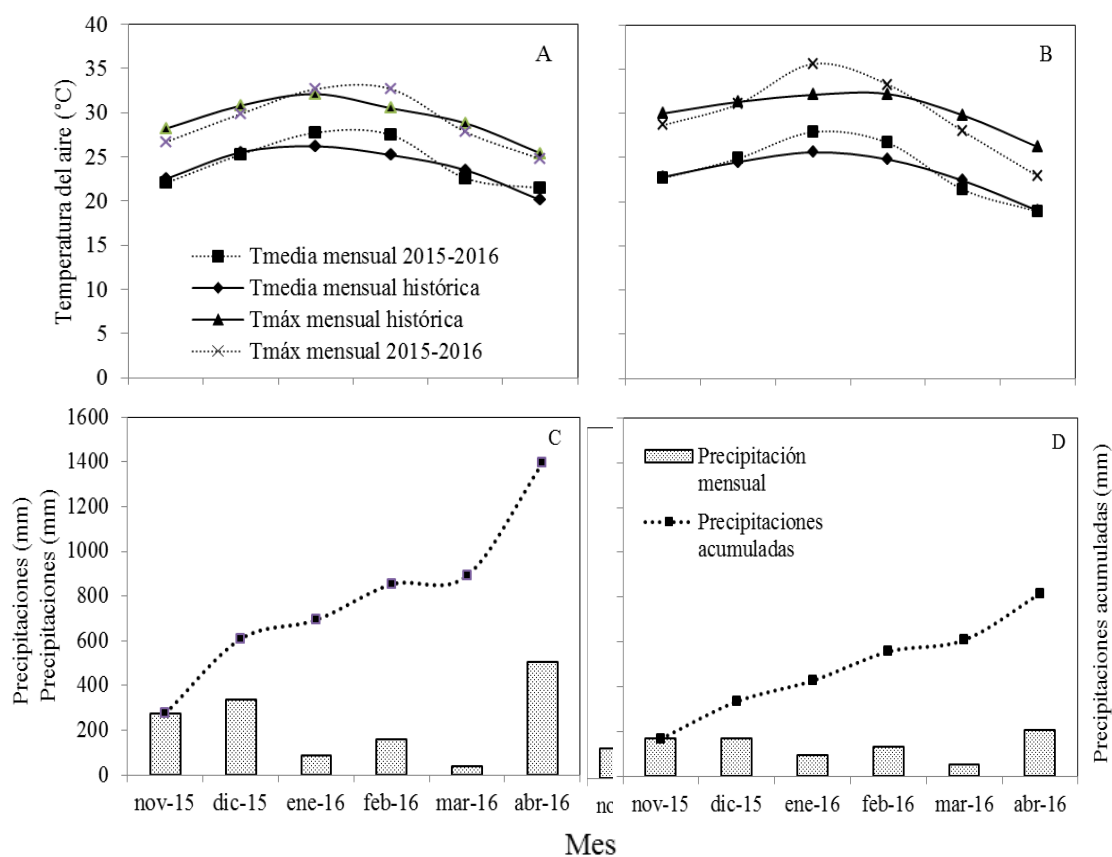 40
35
30
25
20
15
10
5
0
Temperatura del aire (°C)
A
Tmedia mensual 2015-2016
Tmedia mensual histórica
Tmáx mensual histórica
Tmáx mensual 2015-2016
B
1600
1400
1200
1000
800
600
400
200
0
Precipitaciones (mm)
Precipitaciones (mm)
C
nov-15 dic-15 ene-16 feb-16 mar-16 abr-16
no
D
Precipitación
mensual
Precipitaciones
acumuladas
nov-15 dic-15 ene-16 feb-16 mar-16 abr-16
Precipitaciones acumuladas (mm)
Mes